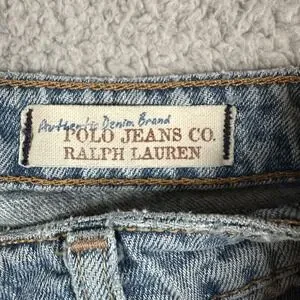 Authentic Denim Brand
POLO JEANS CO.
RALPH LAUREN